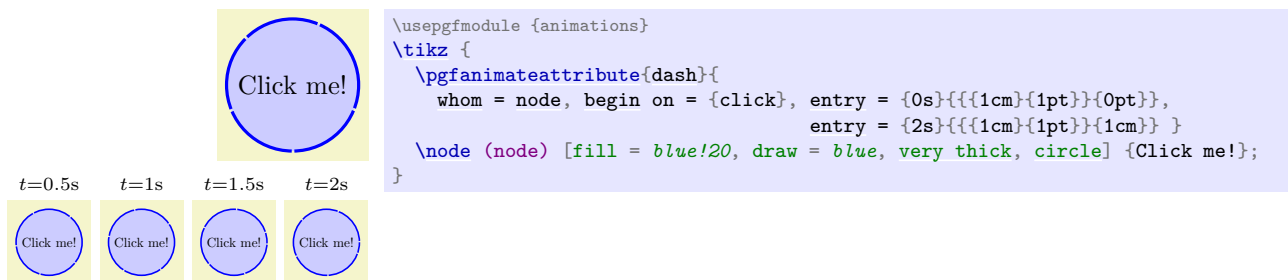 Click me!
t=0.5s t=1s t=1.5s t=2s
Click me! Click me! Click me! Click me!
\usepgfmodule {animations}
\tikz {
  \pgfanimateattribute{dash}{
    whom = node, begin on = {click}, entry = {0s}{{{1cm}{1pt}}{0pt}},
                                     entry = {2s}{{{1cm}{1pt}}{1cm}} }
  \node (node) [fill = blue!20, draw = blue, very thick, circle] {Click me!};
}